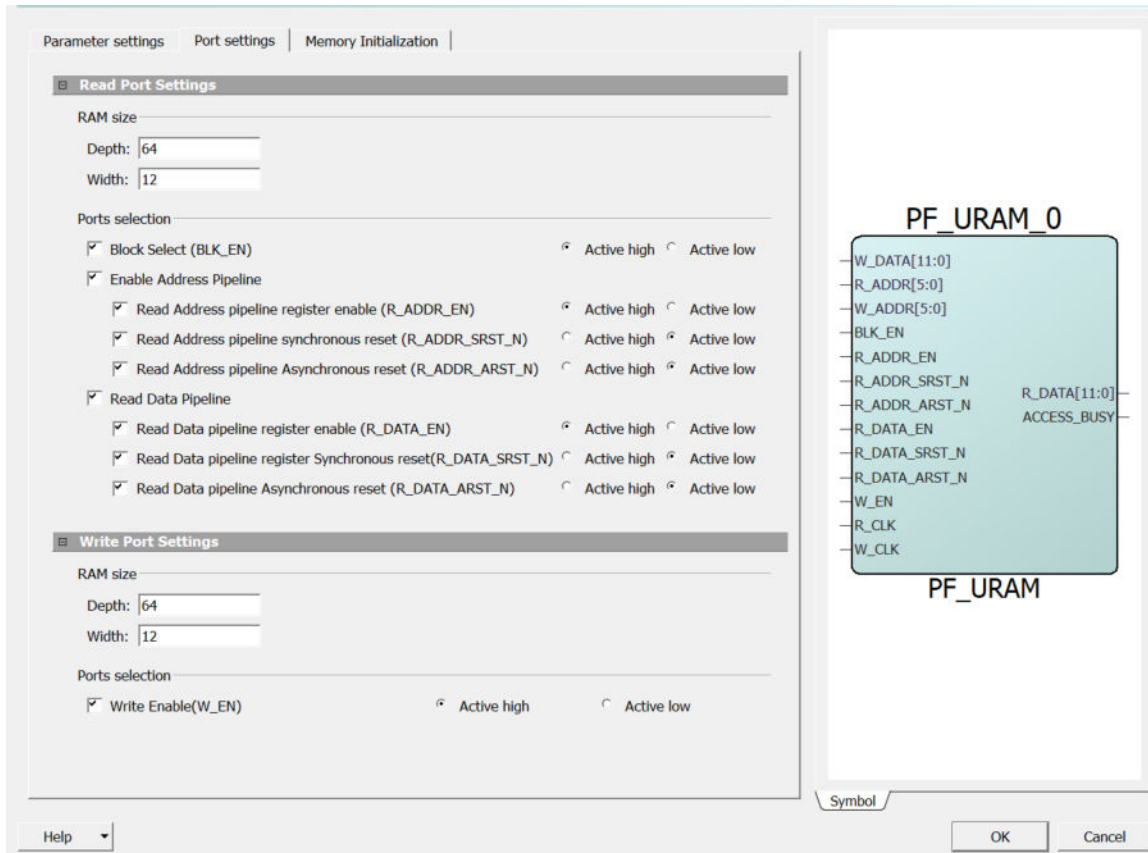 Parameter settings Port settings Memory Initialization
Read Port Settings
RAM size
Depth: 64
Width: 12
Ports selection
Block Select (BLK_EN) Active high Active low
Enable Address Pipeline
Read Address pipeline register enable (R_ADDR_EN) Active high Active low
Read Address pipeline synchronous reset (R_ADDR_SRST_N) Active high Active low
Read Address pipeline Asynchronous reset (R_ADDR_ARST_N) Active high Active low
Read Data Pipeline
Read Data pipeline register enable (R_DATA_EN) Active high Active low
Read Data pipeline register Synchronous reset(R_DATA_SRST_N) Active high Active low
Read Data pipeline Asynchronous reset (R_DATA_ARST_N) Active high Active low
Write Port Settings
RAM size
Depth: 64
Width: 12
Ports selection
Write Enable(W_EN) Active high Active low
PF_URAM_0
W_DATA[11:0]
R_ADDR[5:0]
W_ADDR[5:0]
BLK_EN
R_ADDR_EN
R_ADDR_SRST_N
R_ADDR_ARST_N
R_DATA_EN
R_DATA_SRST_N
R_DATA_ARST_N
W_EN
R_CLK
W_CLK
R_DATA[11:0]
ACCESS_BUSY
PF_URAM
Symbol
Help OK Cancel